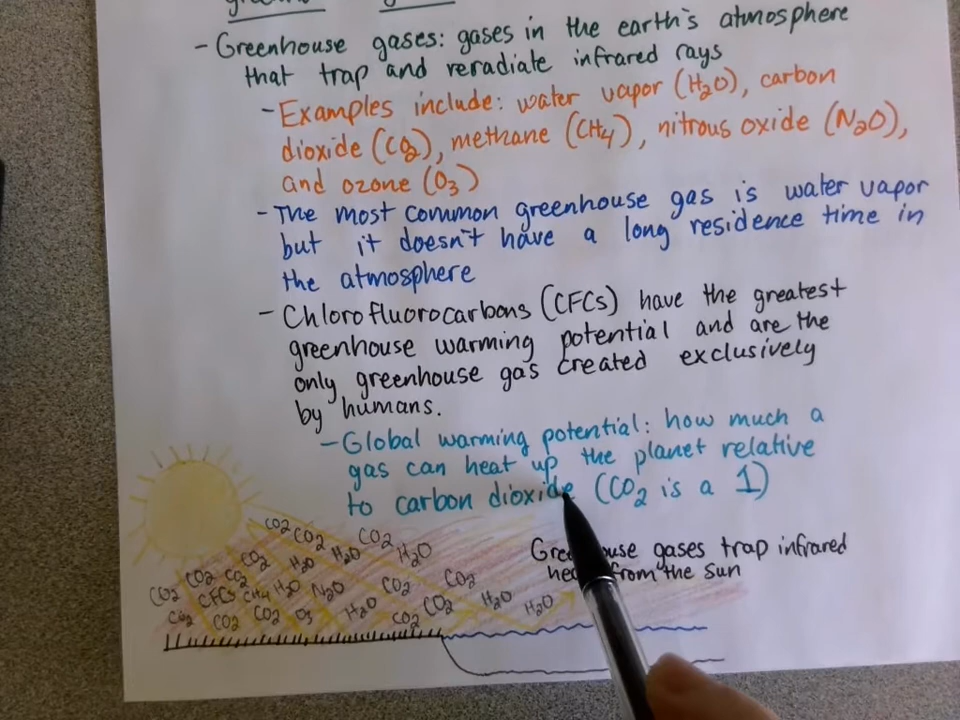 - Greenhouse gases: gases in the earth's atmosphere
that trap and reradiate infrared rays
- Examples include: water vapor (H2O), carbon
dioxide (CO2), methane (CH4), nitrous oxide (N2O),
and ozone (O3)
- The most common greenhouse gas is water vapor
but it doesn't have a long residence time in
the atmosphere
- Chlorofluorocarbons (CFCs) have the greatest
greenhouse warming potential and are the
only greenhouse gas created exclusively
by humans.
- Global warming potential: how much a
gas can heat up the planet relative
to carbon dioxide (CO2 is a 1)
Greenhouse gases trap infrared
from the sun
CO2 CO2 CO2
CO2 H2O H2O H2O
CO2 CO2 CO2 H2O N2O CO2 CO2
CFCs CH4 H2O CO2 H2O H2O
CO2 CO2 CO2 O3 CO2